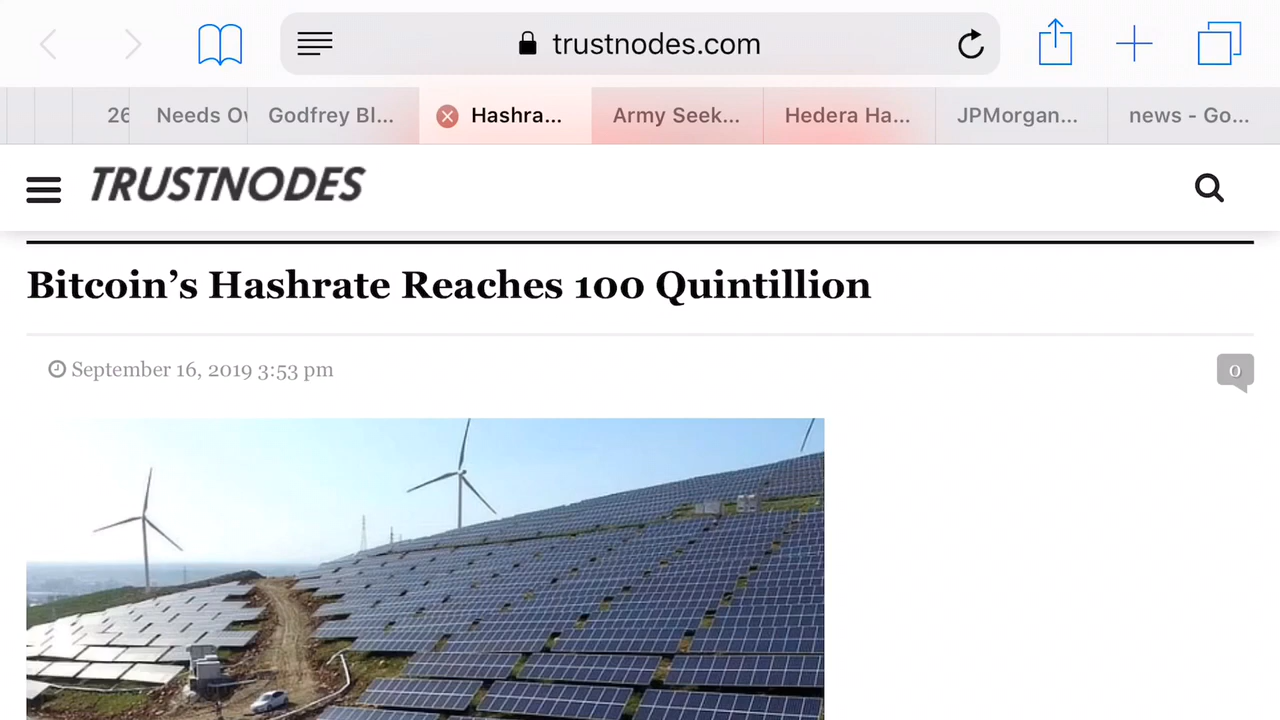 trustnodes.com
26
Needs O
Godfrey Bl...
Hashra...
Army Seek...
Hedera Ha...
JPMorgan...
news - Go...
TRUSTNODES
Bitcoin’s Hashrate Reaches 100 Quintillion
September 16, 2019 3:53 pm
0